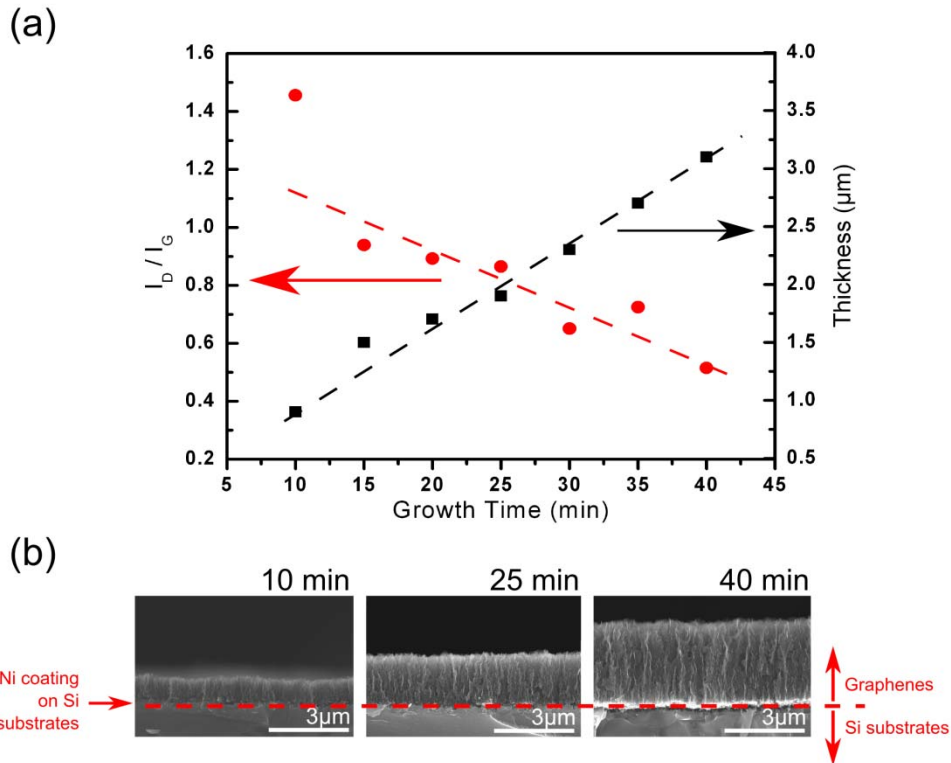 (a)
1.6
1.4
1.2
1.0
0.8
0.6
0.4
0.2
I_D / I_G
4.0
3.5
3.0
2.5
2.0
1.5
1.0
0.5
Thickness (µm)
5 10 15 20 25 30 35 40 45
Growth Time (min)
(b)
10 min 25 min 40 min
Ni coating
on Si
substrates
3µm 3µm 3µm
Graphenes
Si substrates